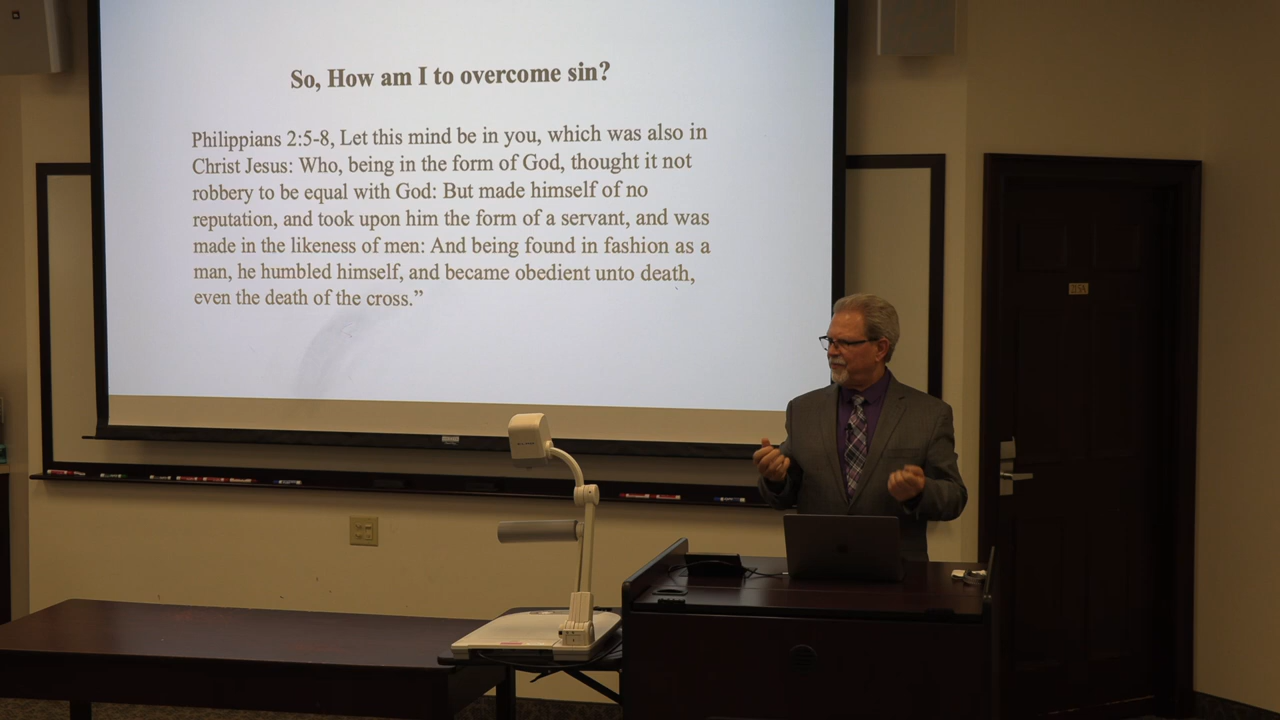 So, How am I to overcome sin?
Philippians 2:5-8, Let this mind be in you, which was also in
Christ Jesus: Who, being in the form of God, thought it not
robbery to be equal with God: But made himself of no
reputation, and took upon him the form of a servant, and was
made in the likeness of men: And being found in fashion as a
man, he humbled himself, and became obedient unto death,
even the death of the cross.”